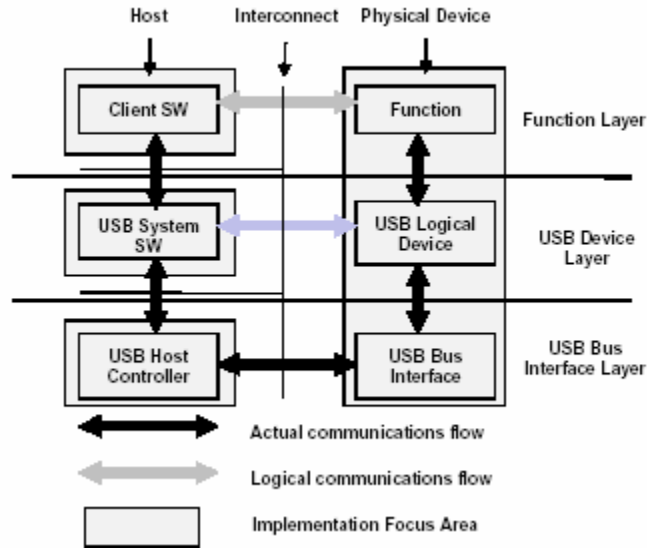 Host
Interconnect
Physical Device
Client SW
Function
Function Layer
USB System
SW
USB Logical
Device
USB Device
Layer
USB Host
Controller
USB Bus
Interface
USB Bus
Interface Layer
Actual communications flow
Logical communications flow
Implementation Focus Area